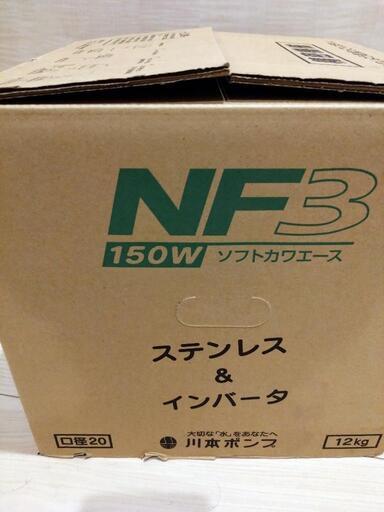 NF3
150W ソフトカワエース
ステンレス
&
インバータ
大切な「水」をあなたへ
口径20 川本ポンプ 12kg